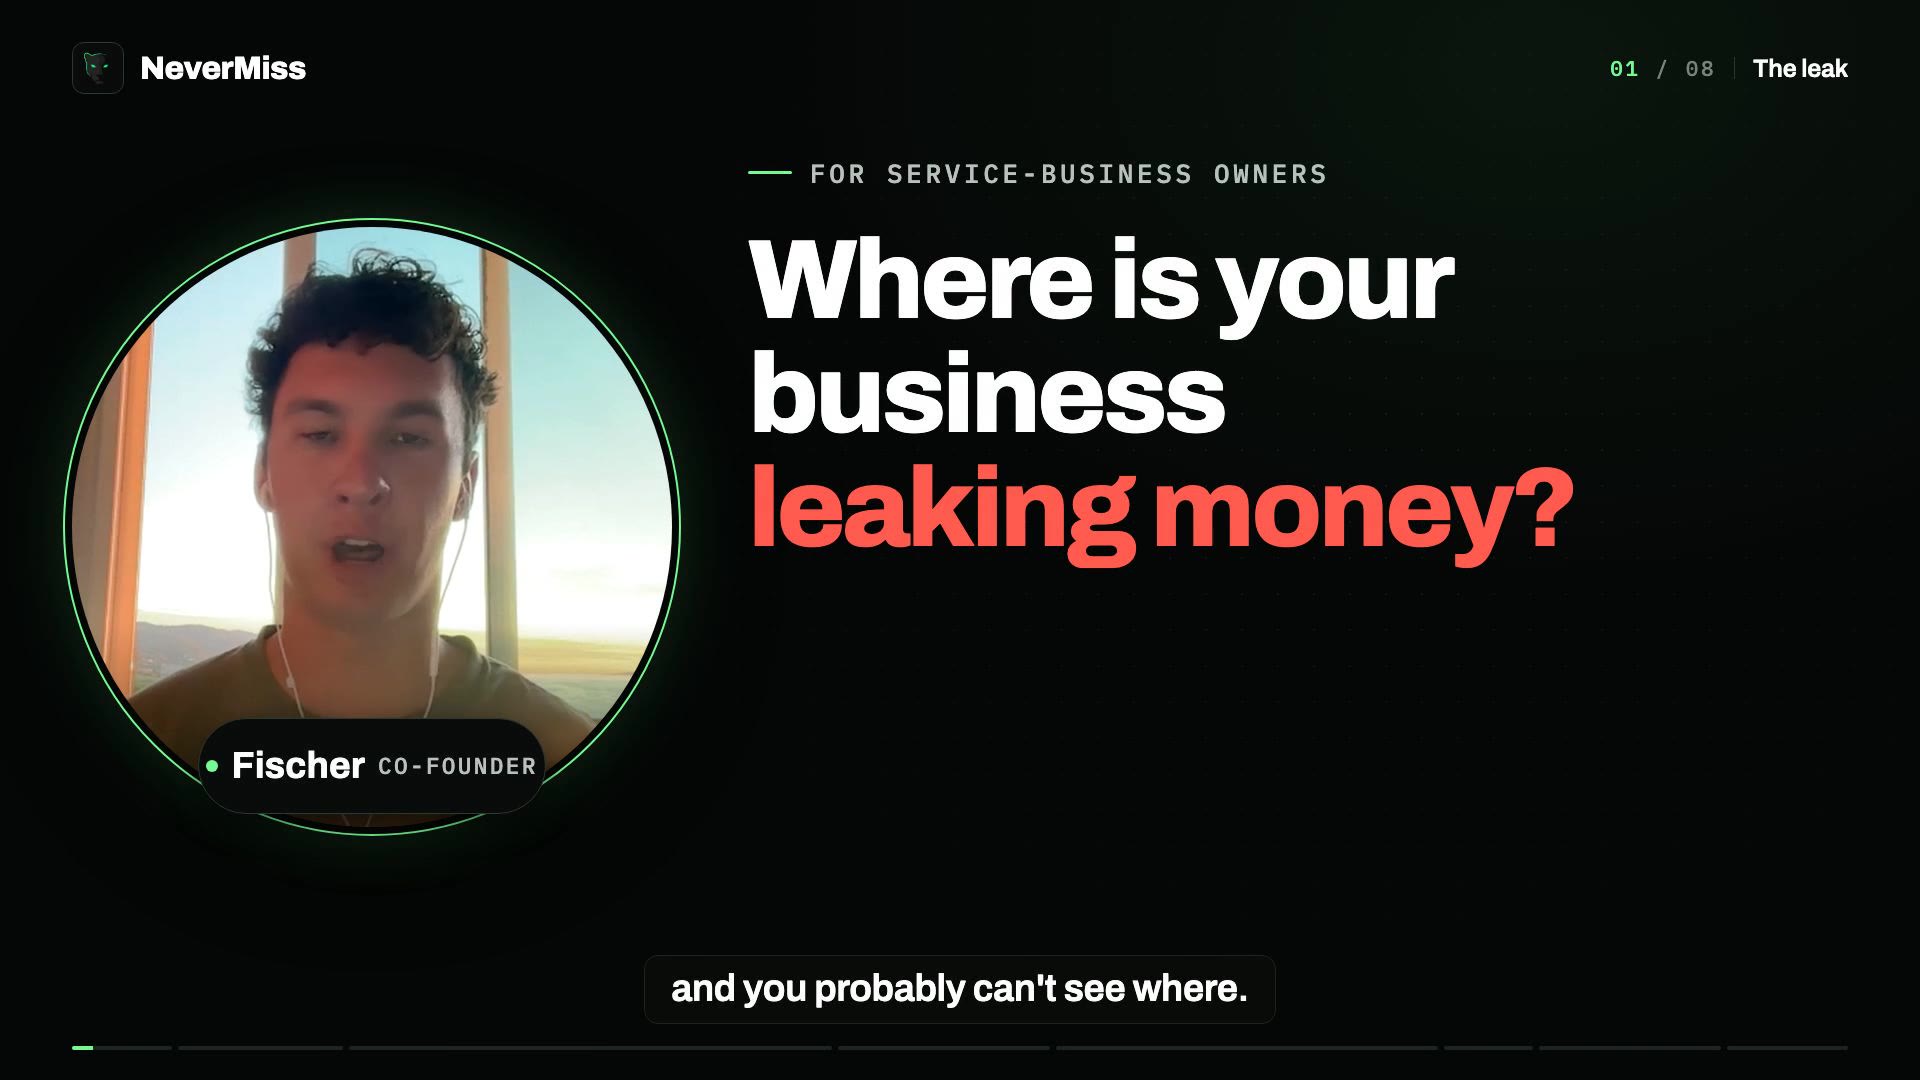 NeverMiss
01 / 08 The leak
FOR SERVICE-BUSINESS OWNERS
Where is your
business
leaking money?
Fischer CO-FOUNDER
and you probably can't see where.